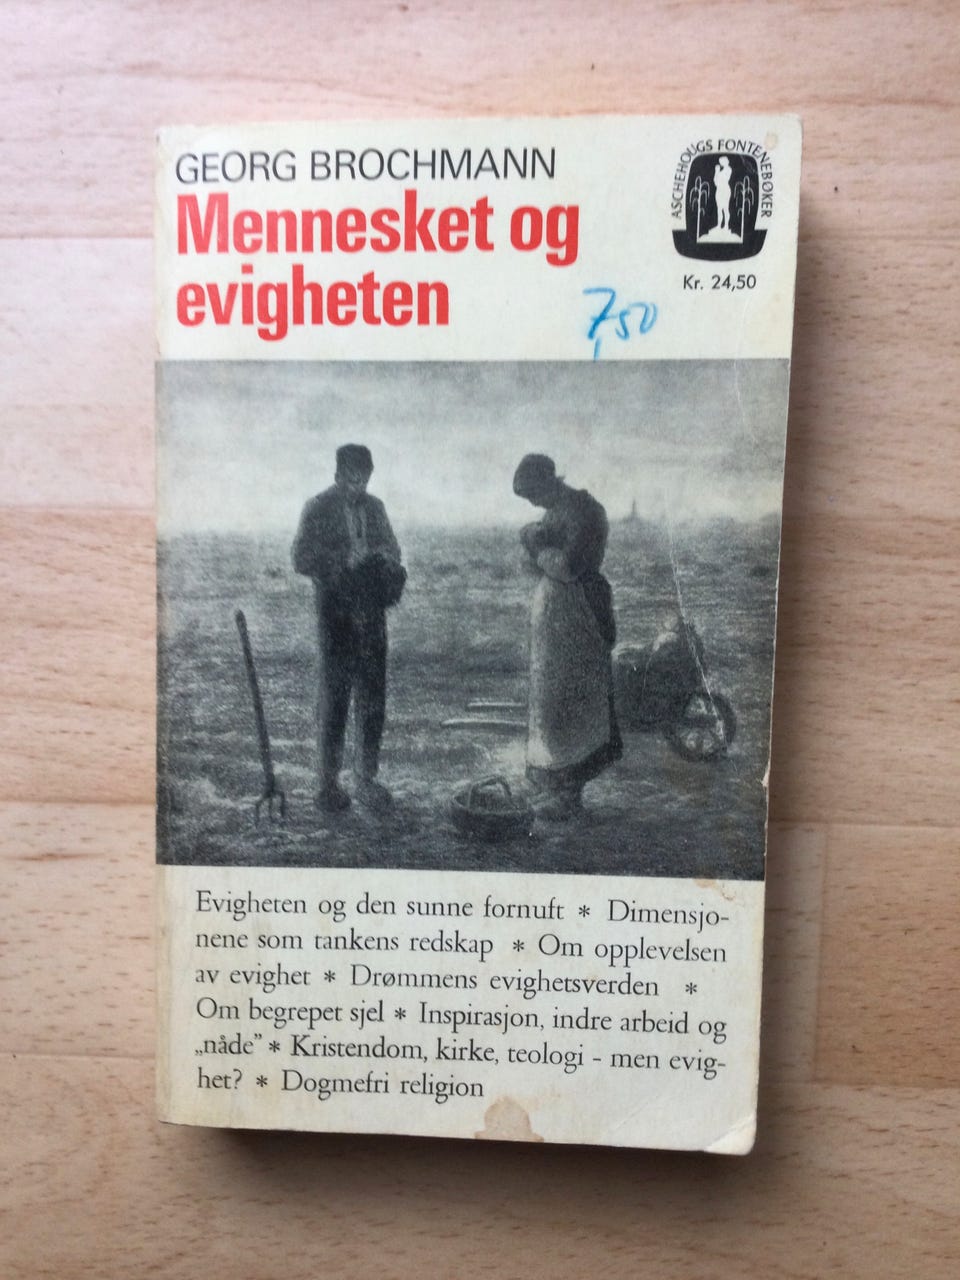 GEORG BROCHMANN
Mennesket og
evigheten
ASCHEHOUGS FONTENEBØKER
Kr. 24,50
7,50
Evigheten og den sunne fornuft * Dimensjo-
nene som tankens redskap * Om opplevelsen
av evighet * Drømmens evighetsverden *
Om begrepet sjel * Inspirasjon, indre arbeid og
„nåde” * Kristendom, kirke, teologi - men evig-
het? * Dogmefri religion